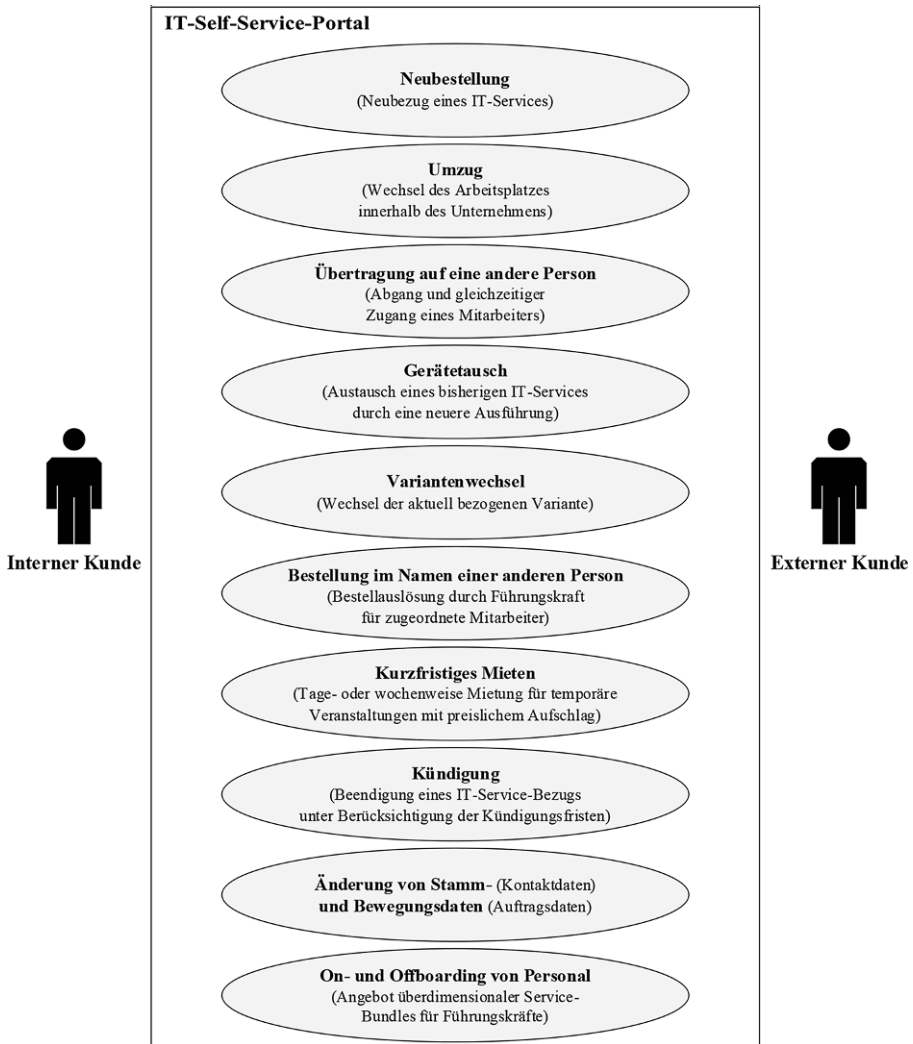 IT-Self-Service-Portal
Neubestellung
(Neubezug eines IT-Services)
Umzug
(Wechsel des Arbeitsplatzes
innerhalb des Unternehmens)
Übertragung auf eine andere Person
(Abgang und gleichzeitiger
Zugang eines Mitarbeiters)
Gerätetausch
(Austausch eines bisherigen IT-Services
durch eine neuere Ausführung)
Variantenwechsel
(Wechsel der aktuell bezogenen Variante)
Interner Kunde
Externer Kunde
Bestellung im Namen einer anderen Person
(Bestellauslösung durch Führungskraft
für zugeordnete Mitarbeiter)
Kurzfristiges Mieten
(Tage- oder wochenweise Mietung für temporäre
Veranstaltungen mit preislichem Aufschlag)
Kündigung
(Beendigung eines IT-Service-Bezugs
unter Berücksichtigung der Kündigungsfristen)
Änderung von Stamm- (Kontaktdaten)
und Bewegungsdaten (Auftragsdaten)
On- und Offboarding von Personal
(Angebot überdimensionaler Service-
Bundles für Führungskräfte)